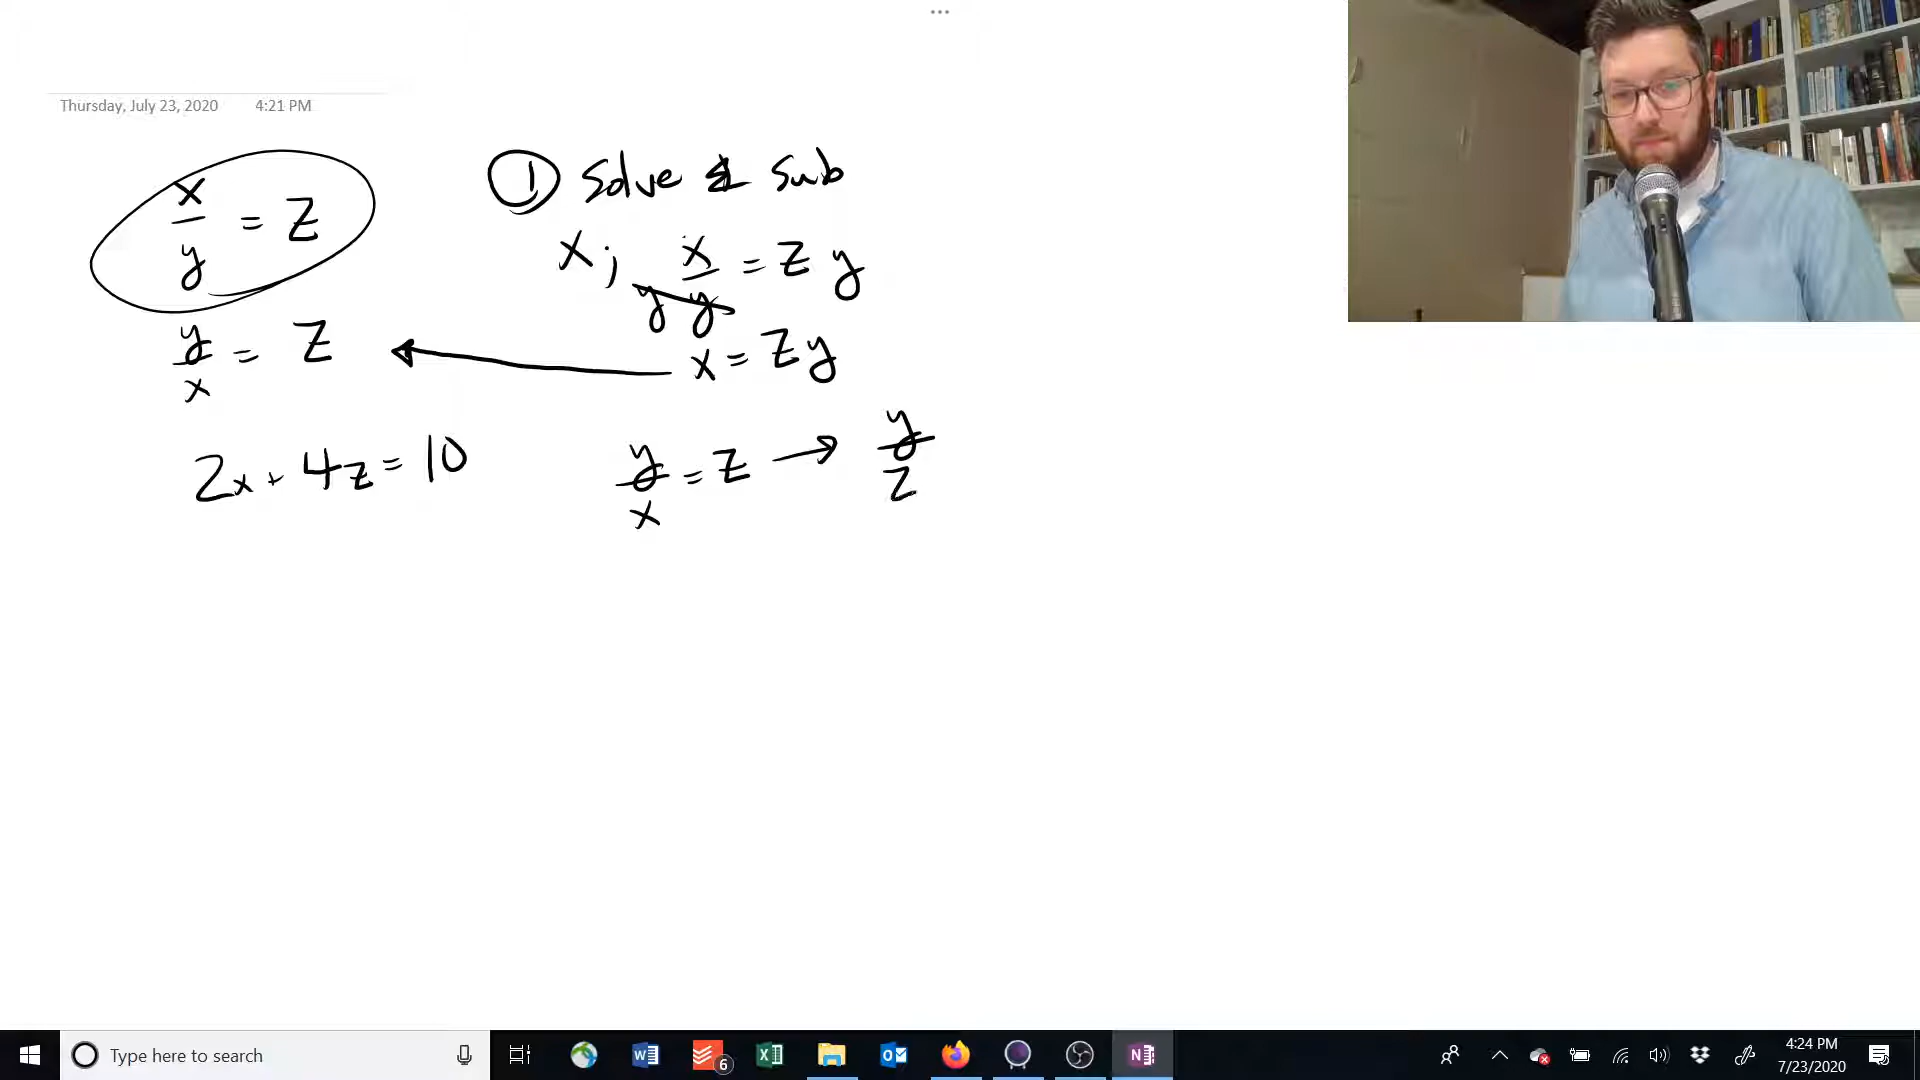 Thursday, July 23, 2020 4:21 PM
x/y = z
y/x = z
2x + 4z = 10
① Solve & Sub
x; y x/y = z y
x = zy
y/x = z → y/z
Type here to search
6
4:24 PM
7/23/2020